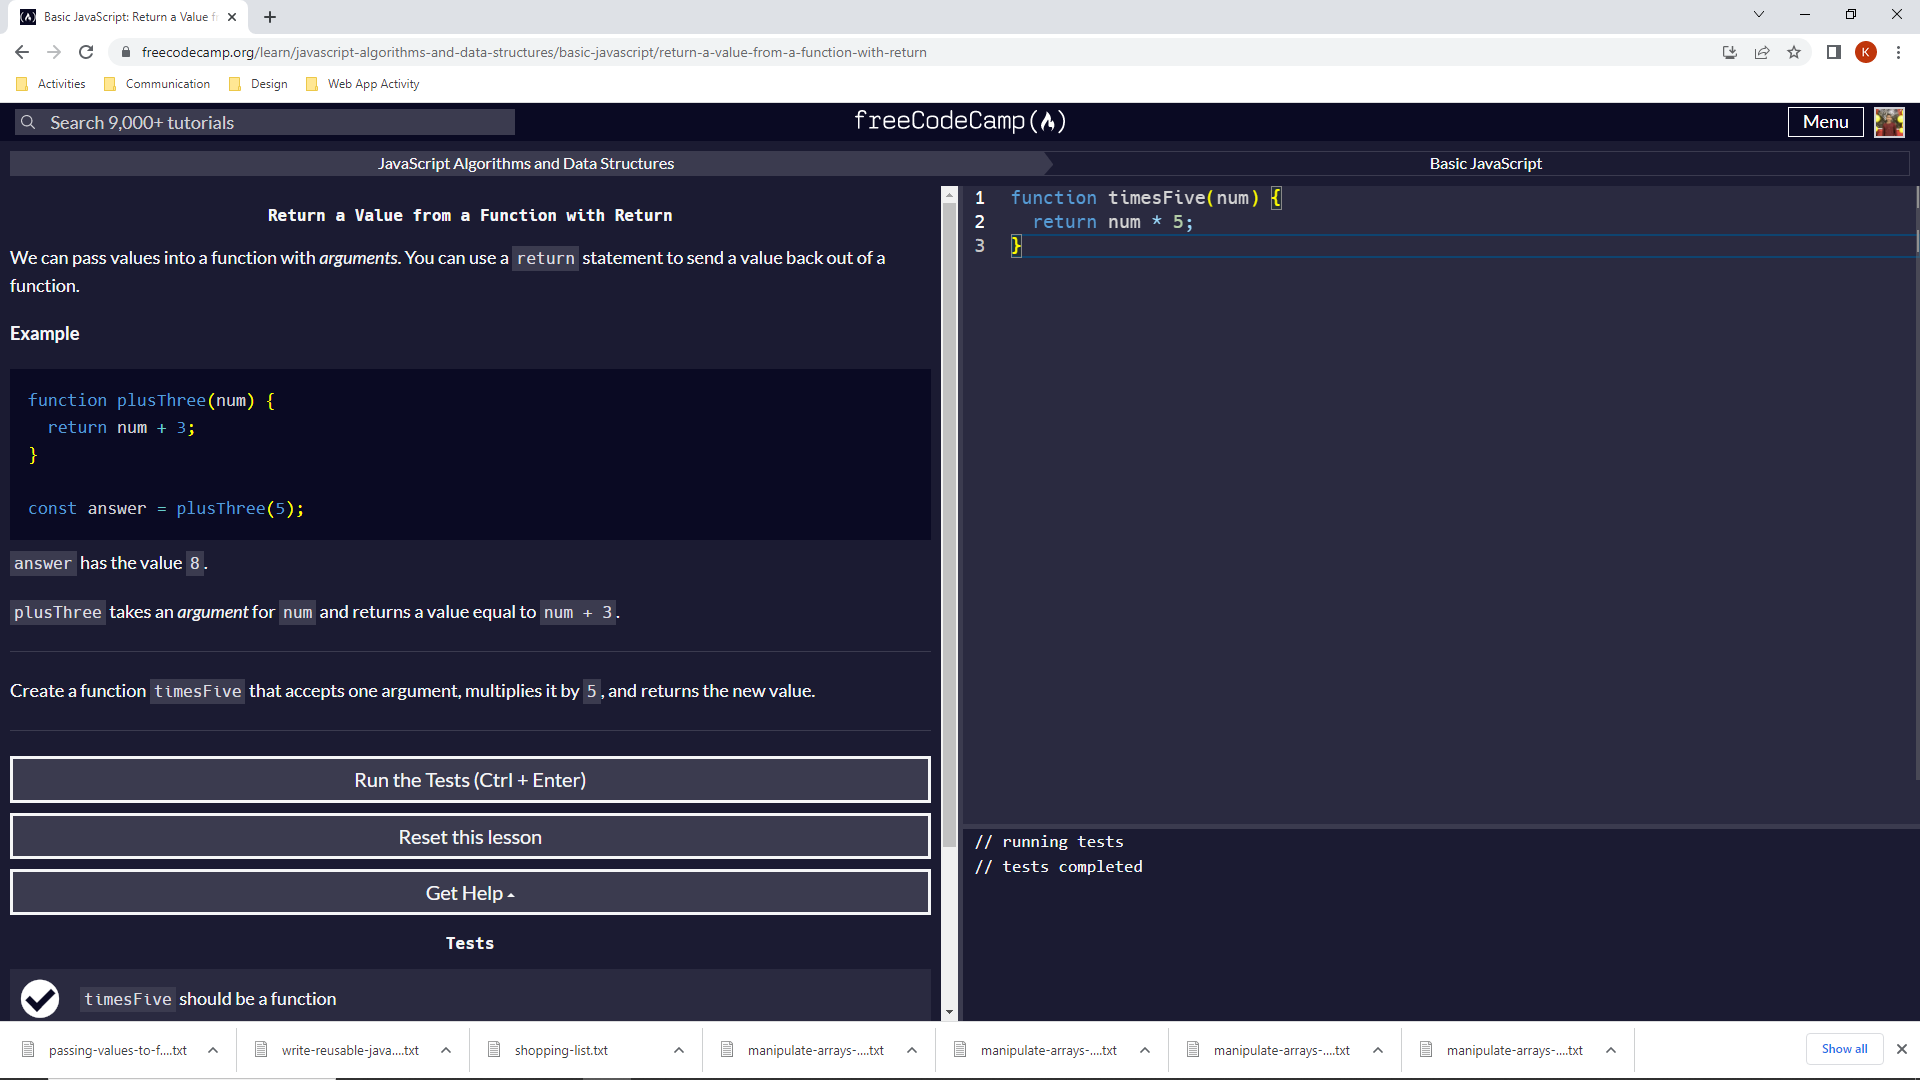 Basic JavaScript: Return a Value f
freecodecamp.org/learn/javascript-algorithms-and-data-structures/basic-javascript/return-a-value-from-a-function-with-return
K
Activities
Communication
Design
Web App Activity
Search 9,000+ tutorials
freeCodeCamp
Menu
JavaScript Algorithms and Data Structures
Basic JavaScript
Return a Value from a Function with Return
We can pass values into a function with arguments. You can use a return statement to send a value back out of a
function.
Example
function plusThree(num) {
return num + 3;
}
const answer = plusThree(5);
answer has the value 8.
plusThree takes an argument for num and returns a value equal to num + 3.
Create a function timesFive that accepts one argument, multiplies it by 5, and returns the new value.
Run the Tests (Ctrl + Enter)
Reset this lesson
Get Help
Tests
timesFive should be a function
1 function timesFive(num) {
2 return num * 5;
3 }
// running tests
// tests completed
passing-values-to-f....txt
write-reusable-java....txt
shopping-list.txt
manipulate-arrays-....txt
manipulate-arrays-....txt
manipulate-arrays-....txt
manipulate-arrays-....txt
Show all